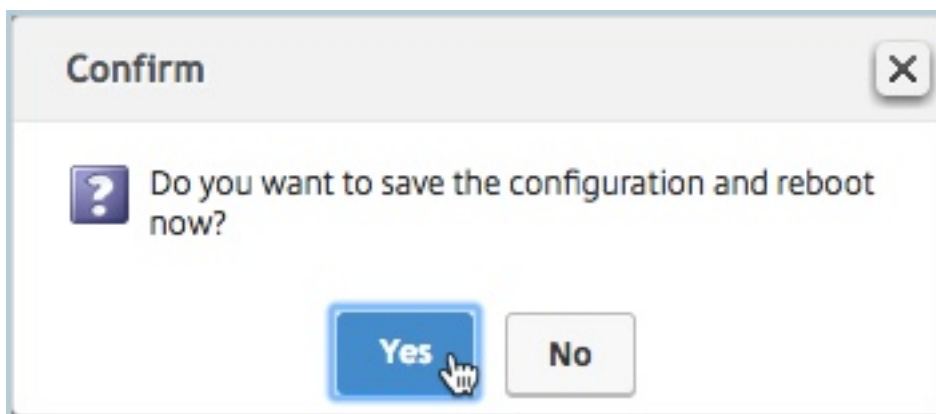 Confirm
Do you want to save the configuration and reboot
now?
Yes
No